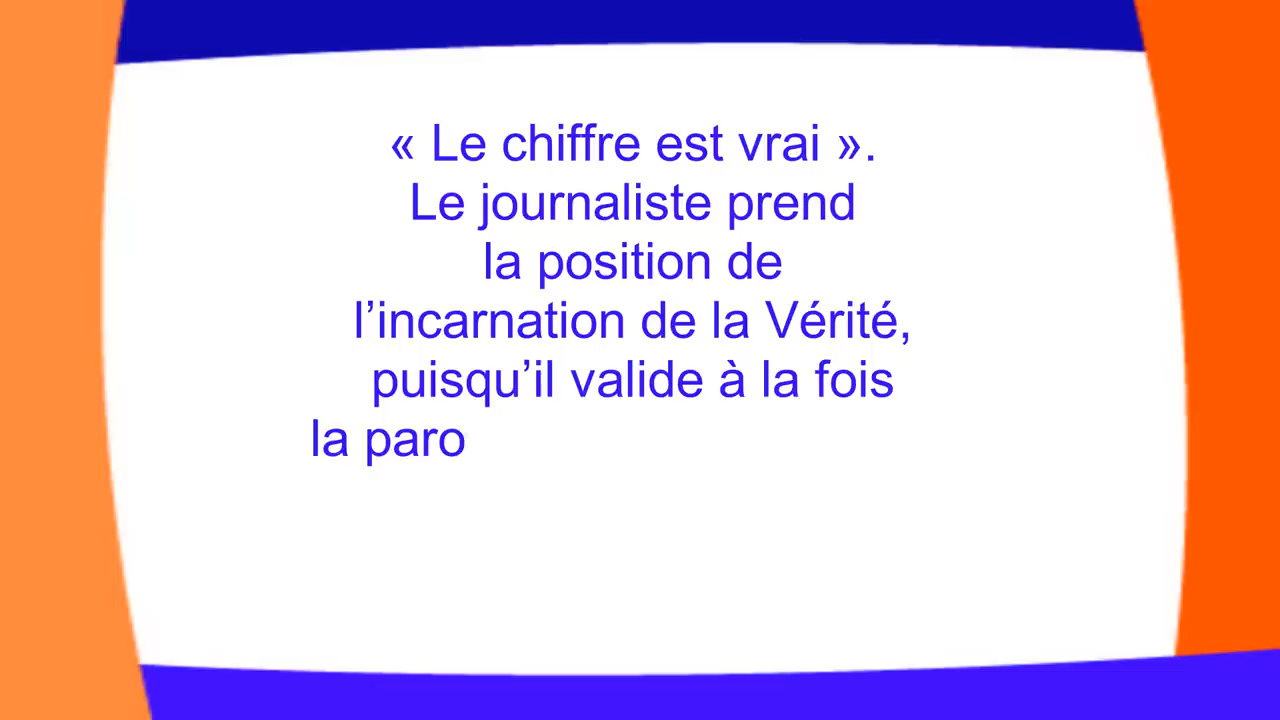 « Le chiffre est vrai ».
Le journaliste prend
la position de
l’incarnation de la Vérité,
puisqu’il valide à la fois
la paro